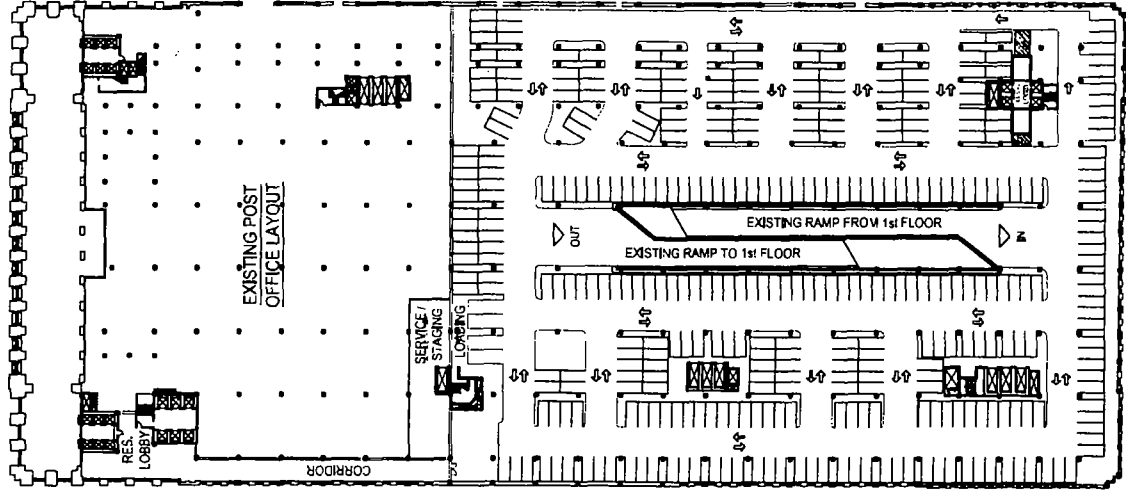 EXISTING POST
OFFICE LAYOUT
EXISTING RAMP FROM 1st FLOOR
OUT
IN
EXISTING RAMP TO 1st FLOOR
SERVICE /
STAGING
LOADING
RES.
LOBBY
CORRIDOR